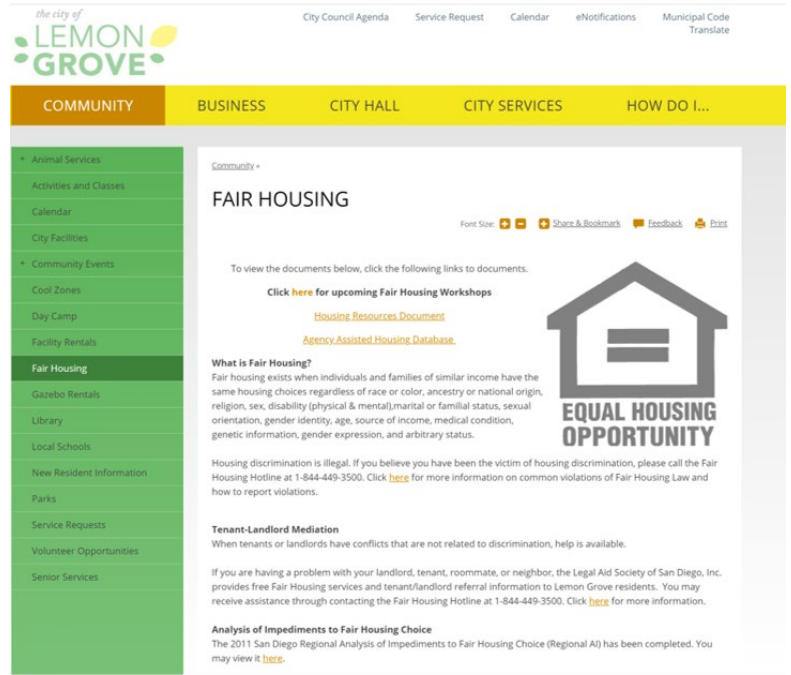 the city of
LEMON
GROVE
City Council Agenda Service Request Calendar eNotifications Municipal Code
Translate
COMMUNITY BUSINESS CITY HALL CITY SERVICES HOW DO I...
+ Animal Services
Activities and Classes
Calendar
City Facilities
+ Community Events
Cool Zones
Day Camp
Facility Rentals
Fair Housing
Gazebo Rentals
Library
Local Schools
New Resident Information
Parks
Service Requests
Volunteer Opportunities
Senior Services
Community »
FAIR HOUSING
Font Size: + - Share & Bookmark Feedback Print
To view the documents below, click the following links to documents.
Click here for upcoming Fair Housing Workshops
Housing Resources Document
Agency Assisted Housing Database
What is Fair Housing?
Fair housing exists when individuals and families of similar income have the
same housing choices regardless of race or color, ancestry or national origin,
religion, sex, disability (physical & mental),marital or familial status, sexual
orientation, gender identity, age, source of income, medical condition,
genetic information, gender expression, and arbitrary status.
EQUAL HOUSING
OPPORTUNITY
Housing discrimination is illegal. If you believe you have been the victim of housing discrimination, please call the Fair
Housing Hotline at 1-844-449-3500. Click here for more information on common violations of Fair Housing Law and
how to report violations.
Tenant-Landlord Mediation
When tenants or landlords have conflicts that are not related to discrimination, help is available.
If you are having a problem with your landlord, tenant, roommate, or neighbor, the Legal Aid Society of San Diego, Inc.
provides free Fair Housing services and tenant/landlord referral information to Lemon Grove residents. You may
receive assistance through contacting the Fair Housing Hotline at 1-844-449-3500. Click here for more information.
Analysis of Impediments to Fair Housing Choice
The 2011 San Diego Regional Analysis of Impediments to Fair Housing Choice (Regional AI) has been completed. You
may view it here.